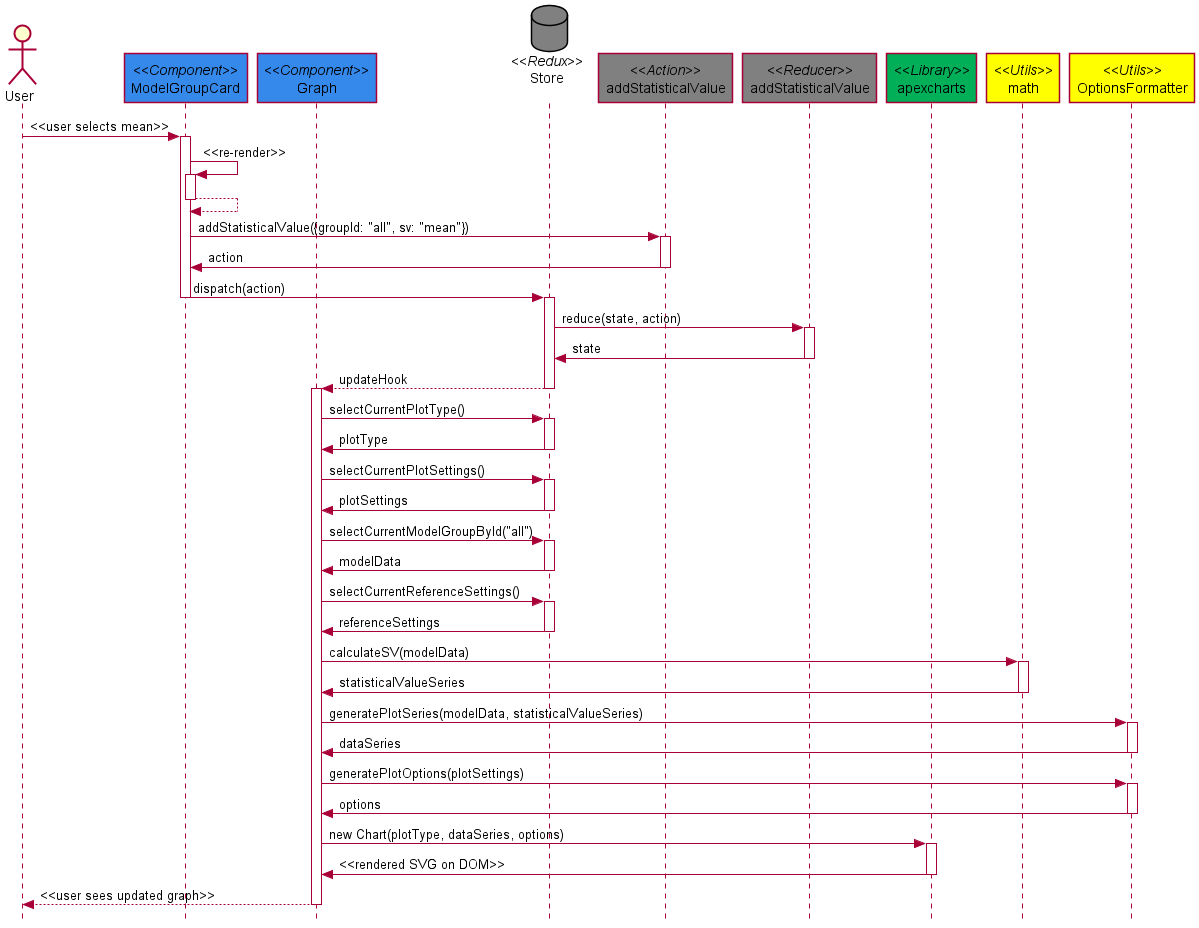 User
<<Component>>
ModelGroupCard
<<Component>>
Graph
<<Redux>>
Store
<<Action>>
addStatisticalValue
<<Reducer>>
addStatisticalValue
<<Library>>
apexcharts
<<Utils>>
math
<<Utils>>
OptionsFormatter
<<user selects mean>>
<<re-render>>
addStatisticalValue({groupId: "all", sv: "mean"})
action
dispatch(action)
reduce(state, action)
state
updateHook
selectCurrentPlotType()
plotType
selectCurrentPlotSettings()
plotSettings
selectCurrentModelGroupById("all")
modelData
selectCurrentReferenceSettings()
referenceSettings
calculateSV(modelData)
statisticalValueSeries
generatePlotSeries(modelData, statisticalValueSeries)
dataSeries
generatePlotOptions(plotSettings)
options
new Chart(plotType, dataSeries, options)
<<rendered SVG on DOM>>
<<user sees updated graph>>